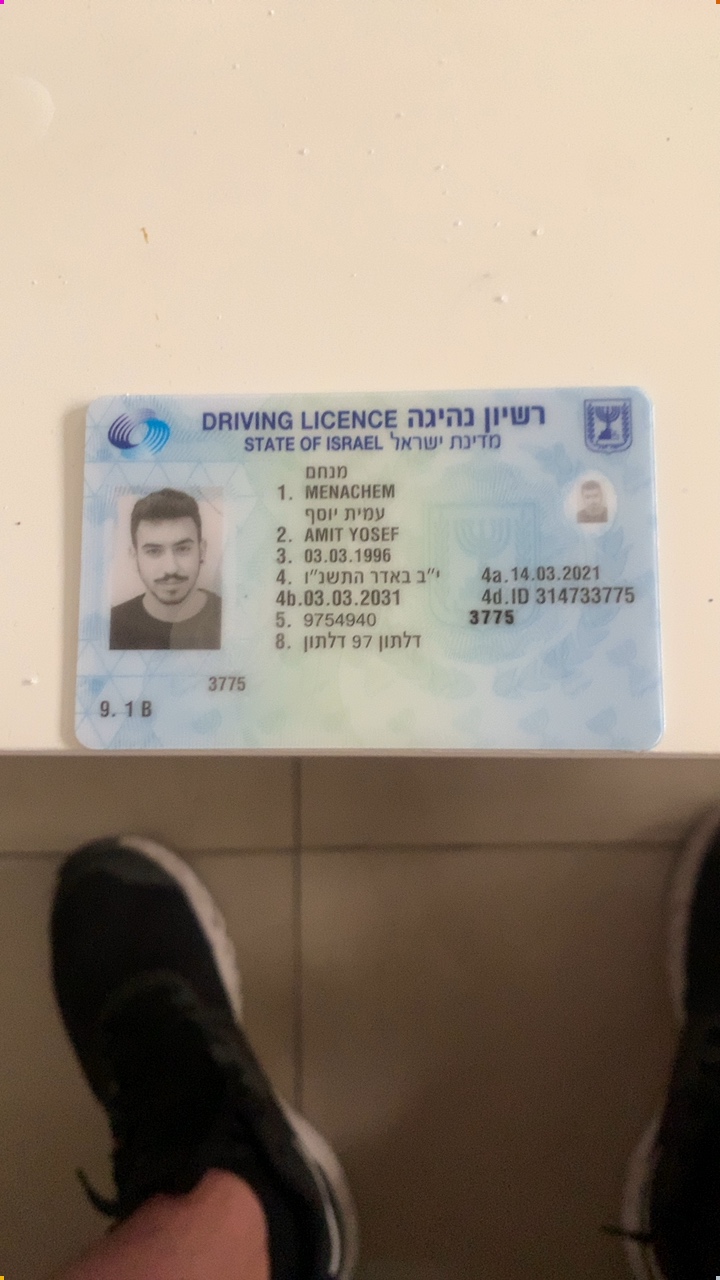 DRIVING LICENCE רשיון נהיגה
STATE OF ISRAEL מדינת ישראל
מנחם
1. MENACHEM
עמית יוסף
2. AMIT YOSEF
3. 03.03.1996
4. י״ב באדר התשנ״ו 4a.14.03.2021
4b.03.03.2031 4d.ID 314733775
5. 9754940 3775
8. דלתון 97 דלתון
3775
9. 1 B